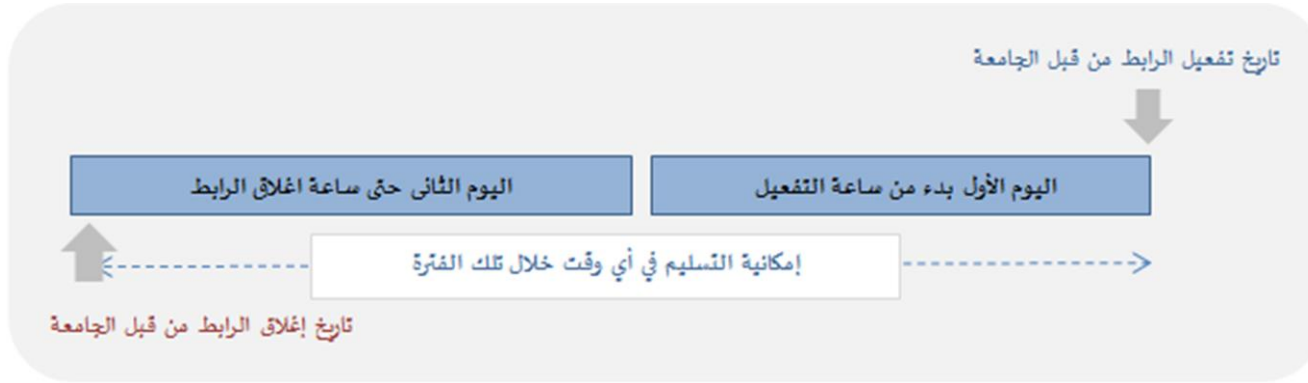 تاريخ تفعيل الرابط من قبل الجامعة
اليوم الأول بدء من ساعة التفعيل
اليوم الثانى حتى ساعة اغلاق الرابط
إمكانية التسليم في أي وقت خلال تلك الفترة
تاريخ إغلاق الرابط من قبل الجامعة